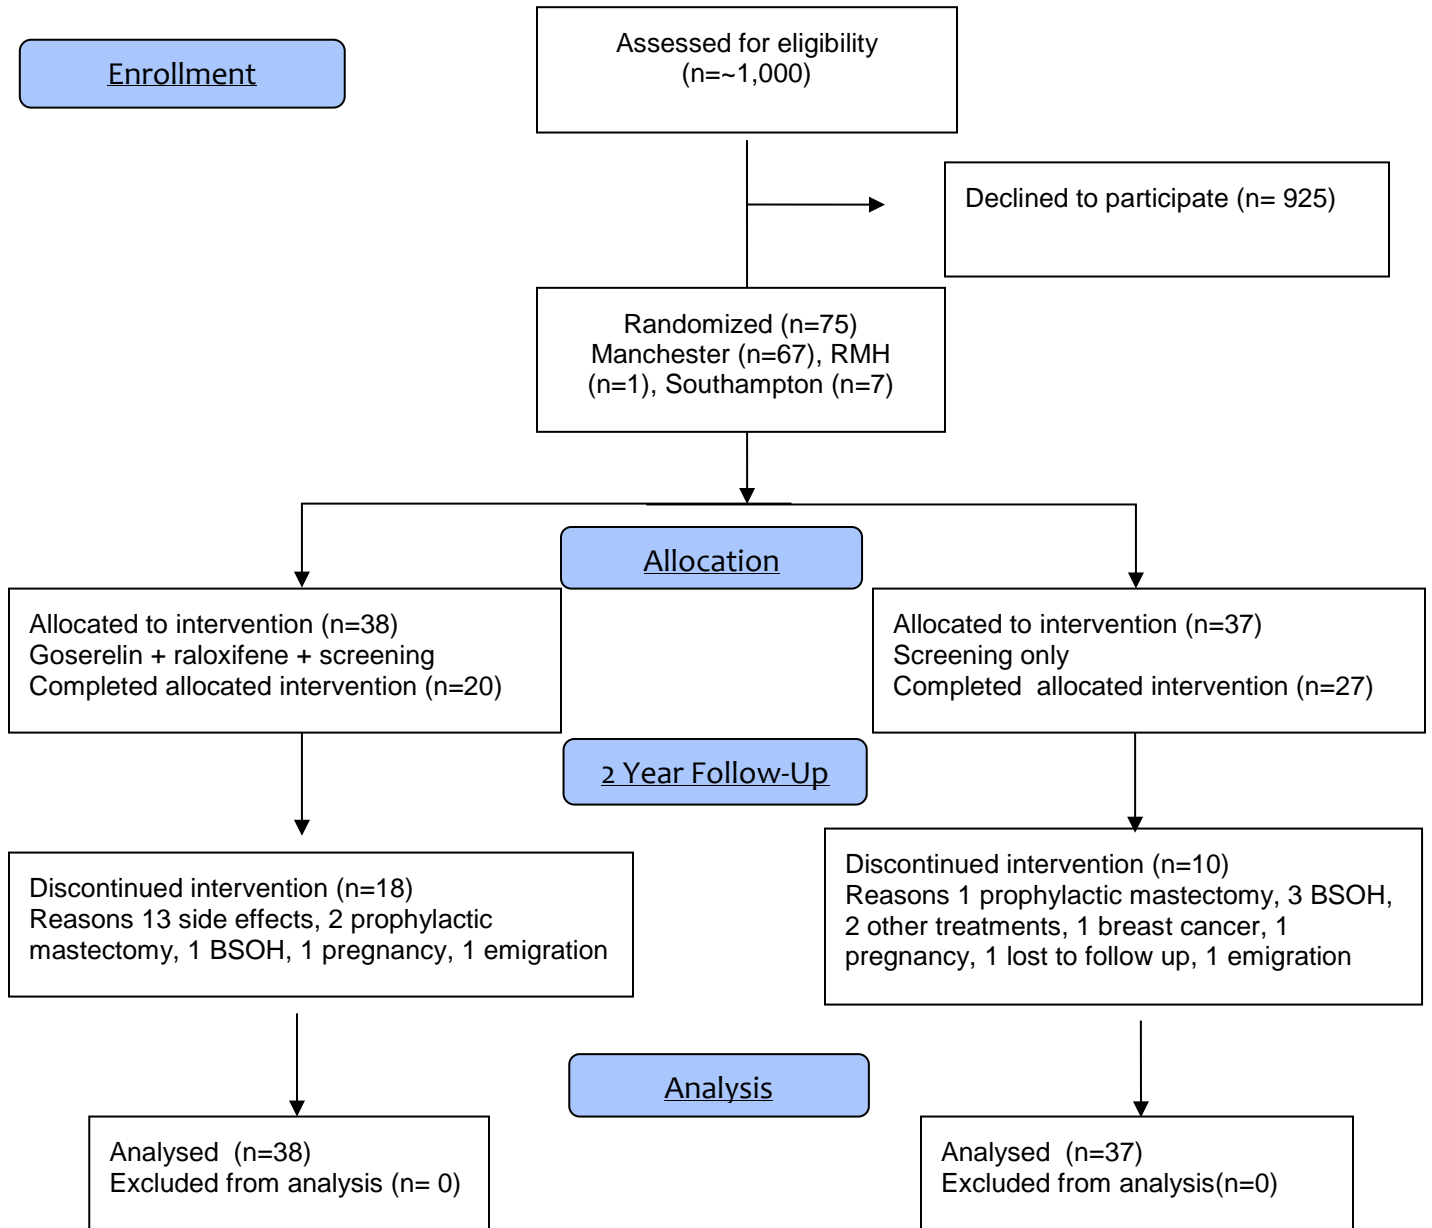 Enrollment
Assessed for eligibility
(n=~1,000)
Declined to participate (n= 925)
Randomized (n=75)
Manchester (n=67), RMH
(n=1), Southampton (n=7)
Allocation
Allocated to intervention (n=38)
Goserelin + raloxifene + screening
Completed allocated intervention (n=20)
Allocated to intervention (n=37)
Screening only
Completed  allocated intervention (n=27)
2 Year Follow-Up
Discontinued intervention (n=18)
Reasons 13 side effects, 2 prophylactic
mastectomy, 1 BSOH, 1 pregnancy, 1 emigration
Discontinued intervention (n=10)
Reasons 1 prophylactic mastectomy, 3 BSOH,
2 other treatments, 1 breast cancer, 1
pregnancy, 1 lost to follow up, 1 emigration
Analysis
Analysed  (n=38)
Excluded from analysis (n= 0)
Analysed  (n=37)
Excluded from analysis(n=0)